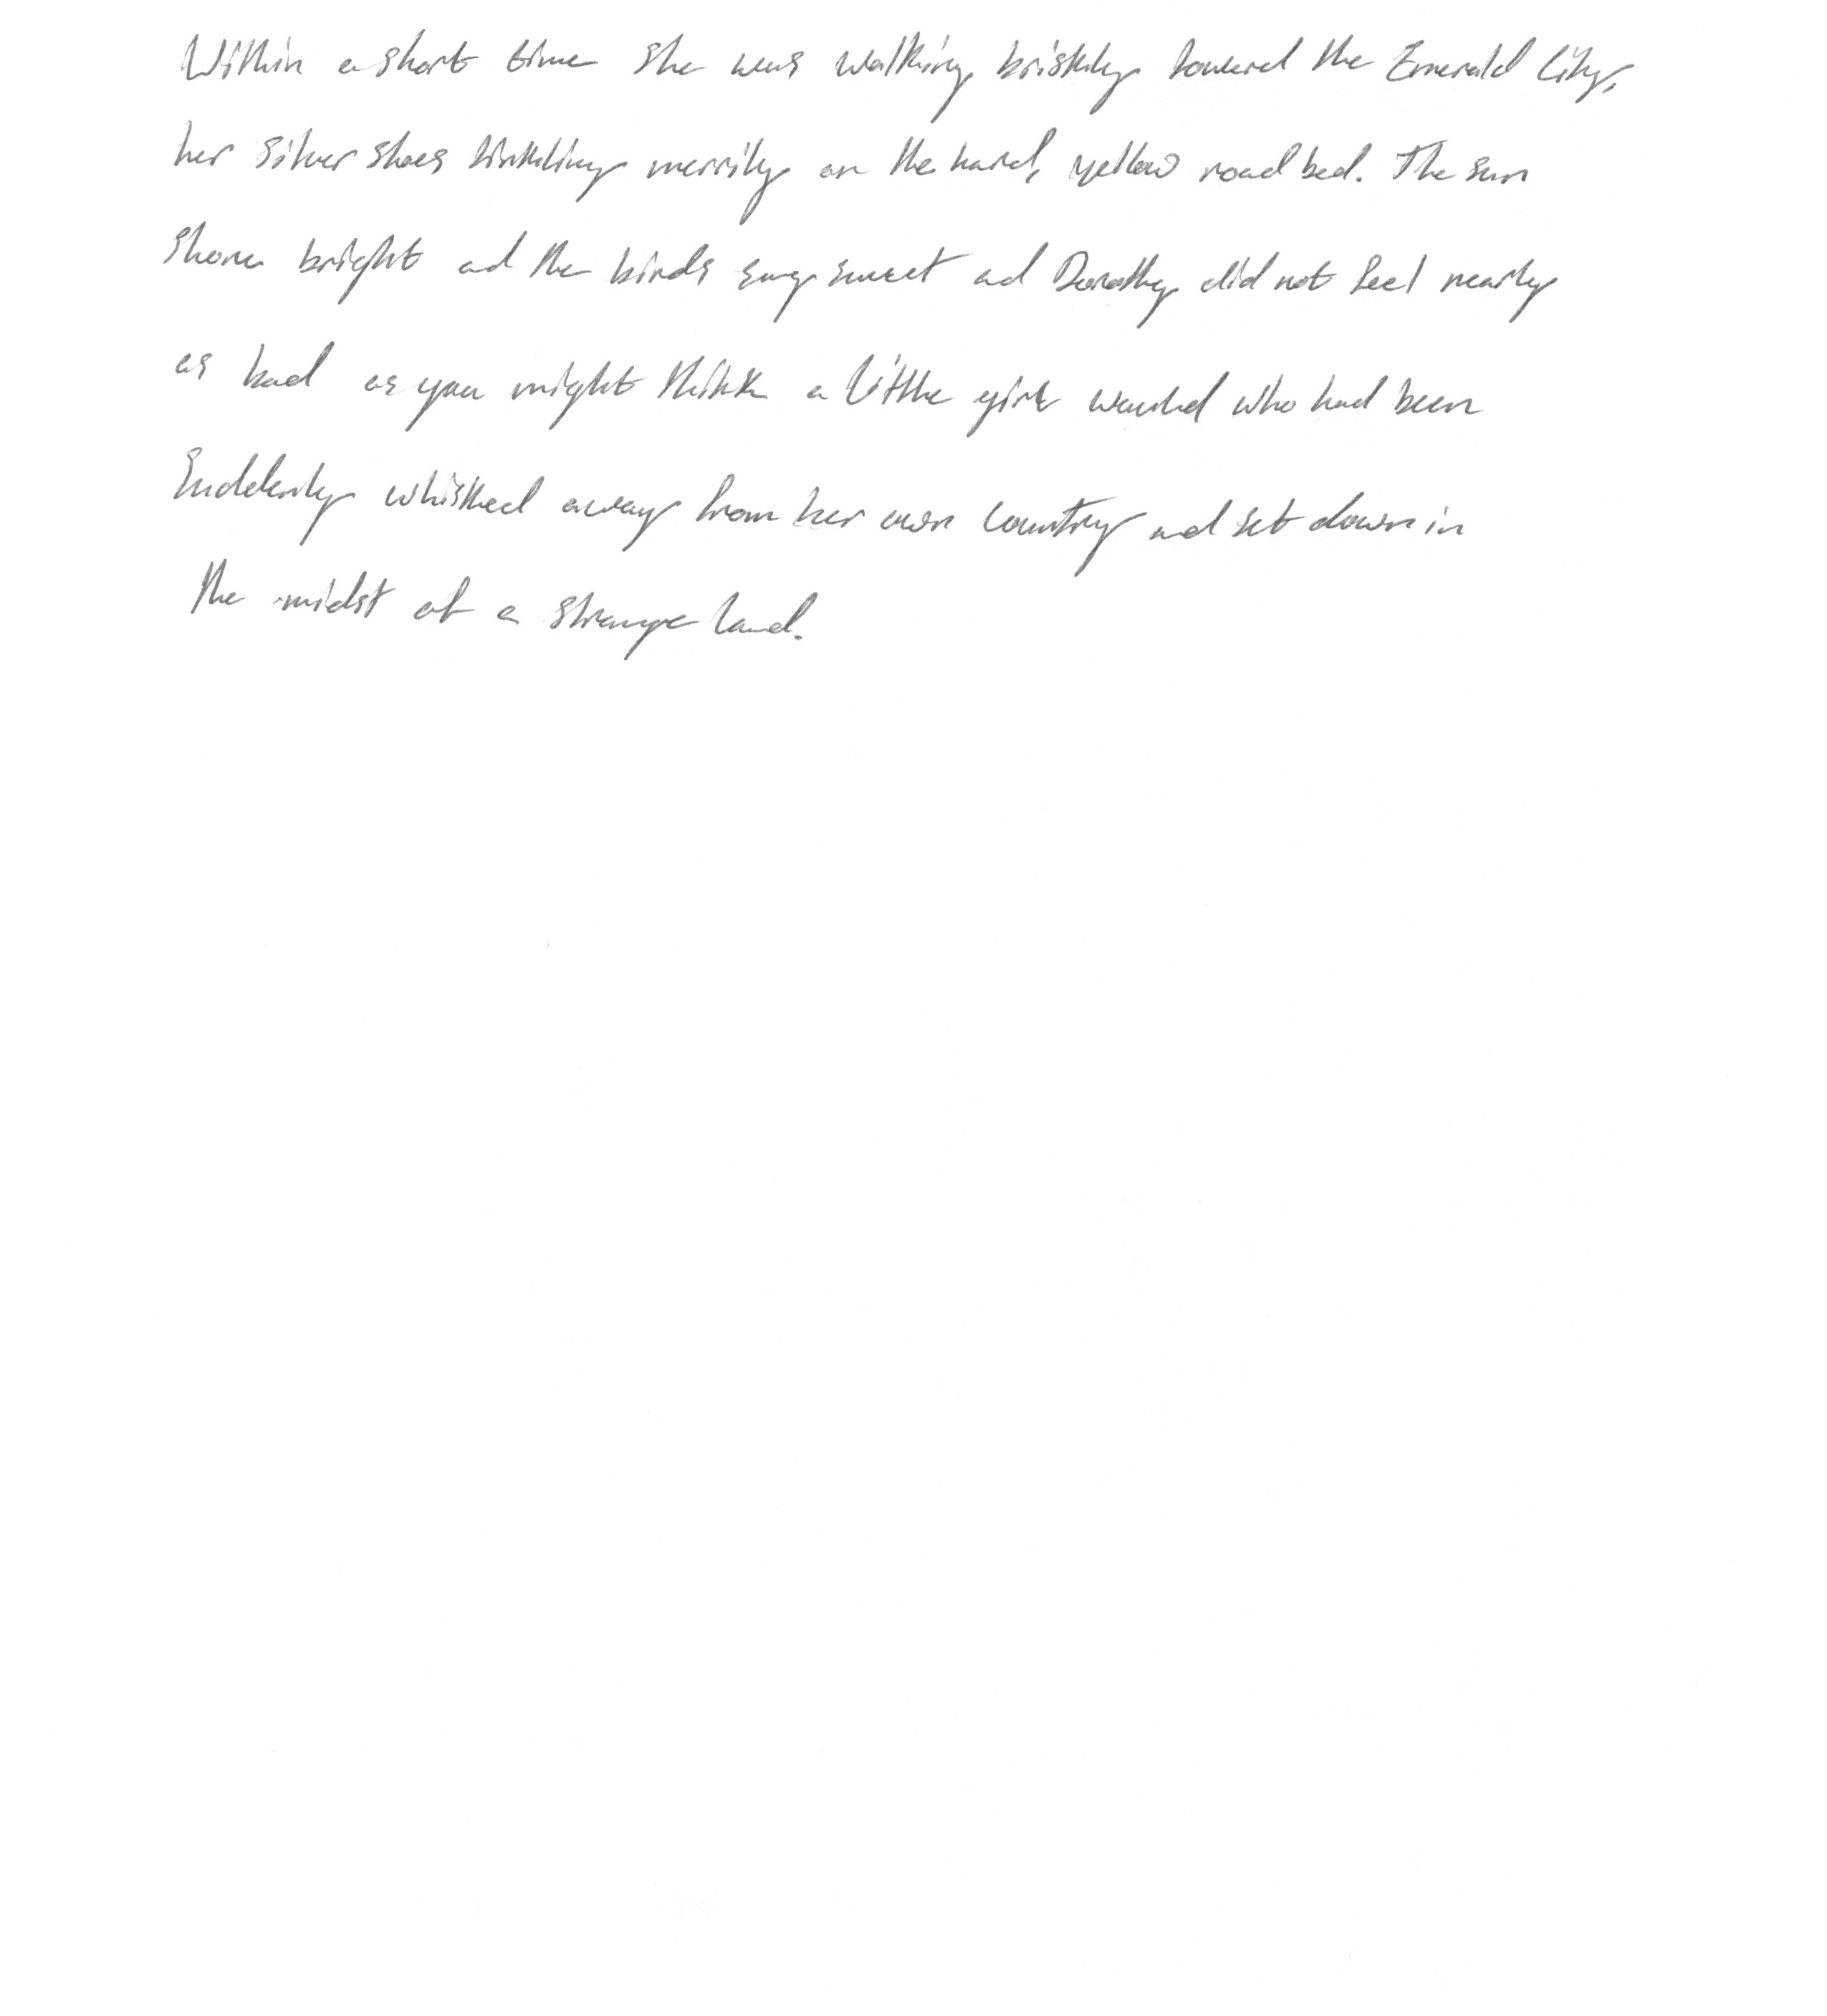 Within a short time she was walking briskly toward the Emerald City,
her silver shoes tinkling merrily on the hard, yellow road bed. The sun
shone bright and the birds sung sweet and Dorothy did not feel nearly
as bad as you might think a little girl would who had been
suddenly whisked away from her own country and set down in
the midst of a strange land.